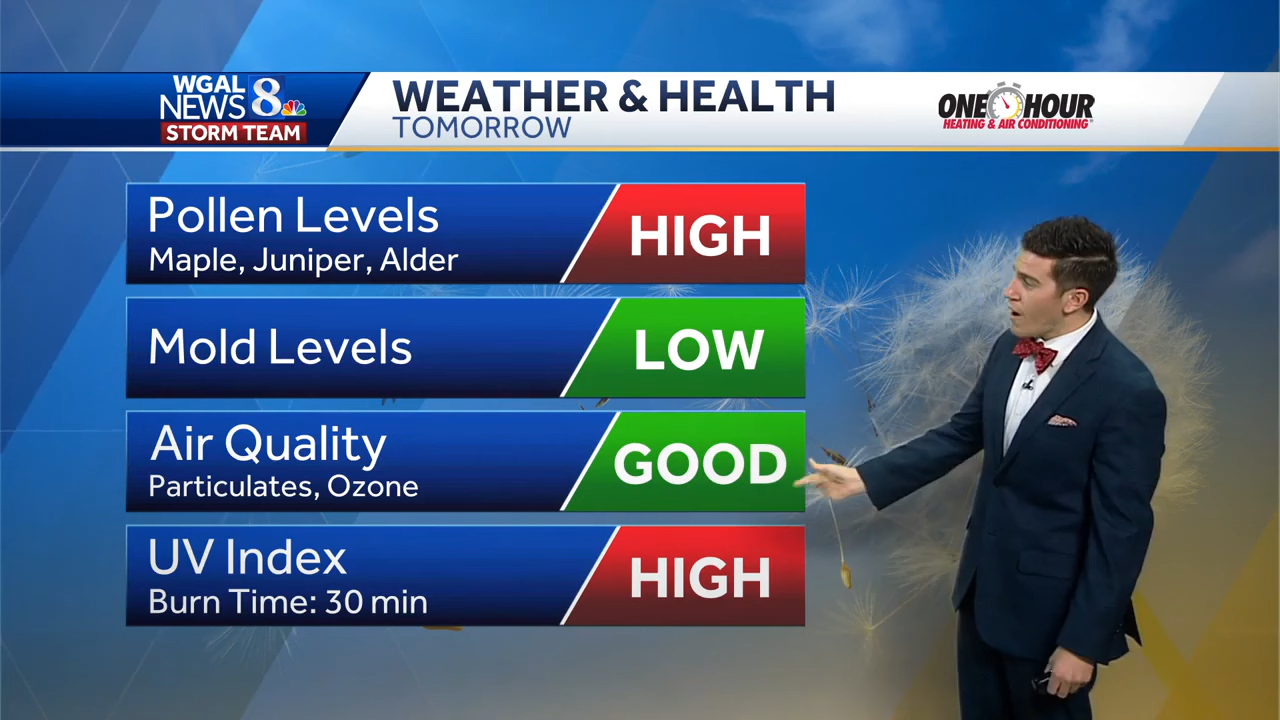 WGAL
NEWS 8
STORM TEAM
WEATHER & HEALTH
TOMORROW
ONE HOUR
HEATING & AIR CONDITIONING®
Pollen Levels
Maple, Juniper, Alder
HIGH
Mold Levels
LOW
Air Quality
Particulates, Ozone
GOOD
UV Index
Burn Time: 30 min
HIGH